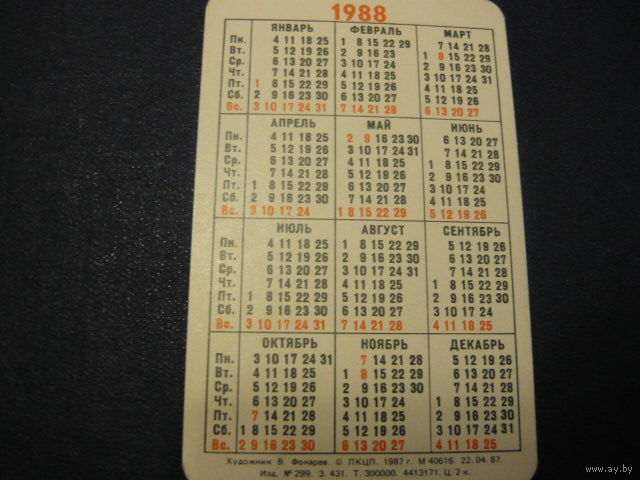 1988
ЯНВАРЬ ФЕВРАЛЬ МАРТ
Пн. 4 11 18 25 1 8 15 22 29 7 14 21 28
Вт. 5 12 19 26 2 9 16 23 1 8 15 22 29
Ср. 6 13 20 27 3 10 17 24 2 9 16 23 30
Чт. 7 14 21 28 4 11 18 25 3 10 17 24 31
Пт. 1 8 15 22 29 5 12 19 26 4 11 18 25
Сб. 2 9 16 23 30 6 13 20 27 5 12 19 26
Вс. 3 10 17 24 31 7 14 21 28 6 13 20 27
АПРЕЛЬ МАЙ ИЮНЬ
Пн. 4 11 18 25 2 9 16 23 30 6 13 20 27
Вт. 5 12 19 26 3 10 17 24 31 7 14 21 28
Ср. 6 13 20 27 4 11 18 25 1 8 15 22 29
Чт. 7 14 21 28 5 12 19 26 2 9 16 23 30
Пт. 1 8 15 22 29 6 13 20 27 3 10 17 24
Сб. 2 9 16 23 30 7 14 21 28 4 11 18 25
Вс. 3 10 17 24 1 8 15 22 29 5 12 19 26
ИЮЛЬ АВГУСТ СЕНТЯБРЬ
Пн. 4 11 18 25 1 8 15 22 29 5 12 19 26
Вт. 5 12 19 26 2 9 16 23 30 6 13 20 27
Ср. 6 13 20 27 3 10 17 24 31 7 14 21 28
Чт. 7 14 21 28 4 11 18 25 1 8 15 22 29
Пт. 1 8 15 22 29 5 12 19 26 2 9 16 23 30
Сб. 2 9 16 23 30 6 13 20 27 3 10 17 24
Вс. 3 10 17 24 31 7 14 21 28 4 11 18 25
ОКТЯБРЬ НОЯБРЬ ДЕКАБРЬ
Пн. 3 10 17 24 31 7 14 21 28 5 12 19 26
Вт. 4 11 18 25 1 8 15 22 29 6 13 20 27
Ср. 5 12 19 26 2 9 16 23 30 7 14 21 28
Чт. 6 13 20 27 3 10 17 24 1 8 15 22 29
Пт. 7 14 21 28 4 11 18 25 2 9 16 23 30
Сб. 1 8 15 22 29 5 12 19 26 3 10 17 24 31
Вс. 2 9 16 23 30 6 13 20 27 4 11 18 25
Художник В. Фонарев. © ЛКЦП. 1987 г. М 40616. 22.04.87.
Изд. № 299. З. 431. Т. 300000. 4413171. Ц. 2 к.
www.ay.by